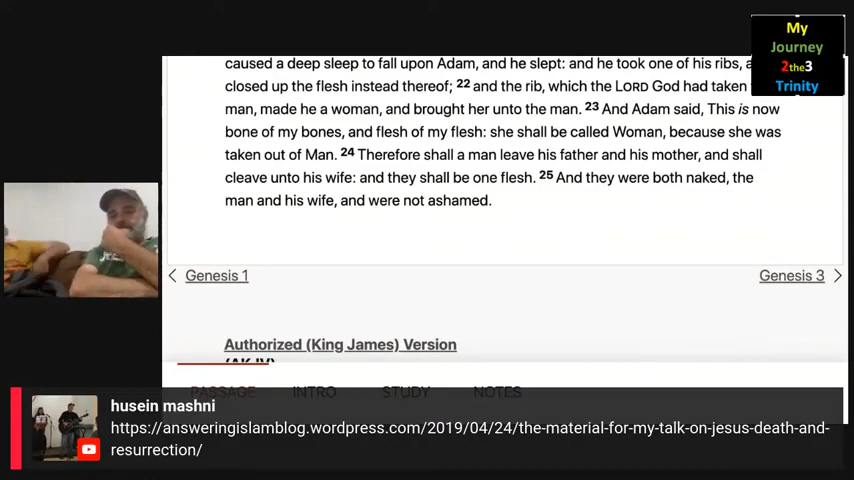 My
Journey
2the3
Trinity
caused a deep sleep to fall upon Adam, and he slept: and he took one of his ribs,
closed up the flesh instead thereof; 22 and the rib, which the LORD God had taken
man, made he a woman, and brought her unto the man. 23 And Adam said, This is now
bone of my bones, and flesh of my flesh: she shall be called Woman, because she was
taken out of Man. 24 Therefore shall a man leave his father and his mother, and shall
cleave unto his wife: and they shall be one flesh. 25 And they were both naked, the
man and his wife, and were not ashamed.
Genesis 1
Genesis 3
Authorized (King James) Version
(AKJV)
PASSAGE INTRO STUDY NOTES
husein mashni
https://answeringislamblog.wordpress.com/2019/04/24/the-material-for-my-talk-on-jesus-death-and-
resurrection/